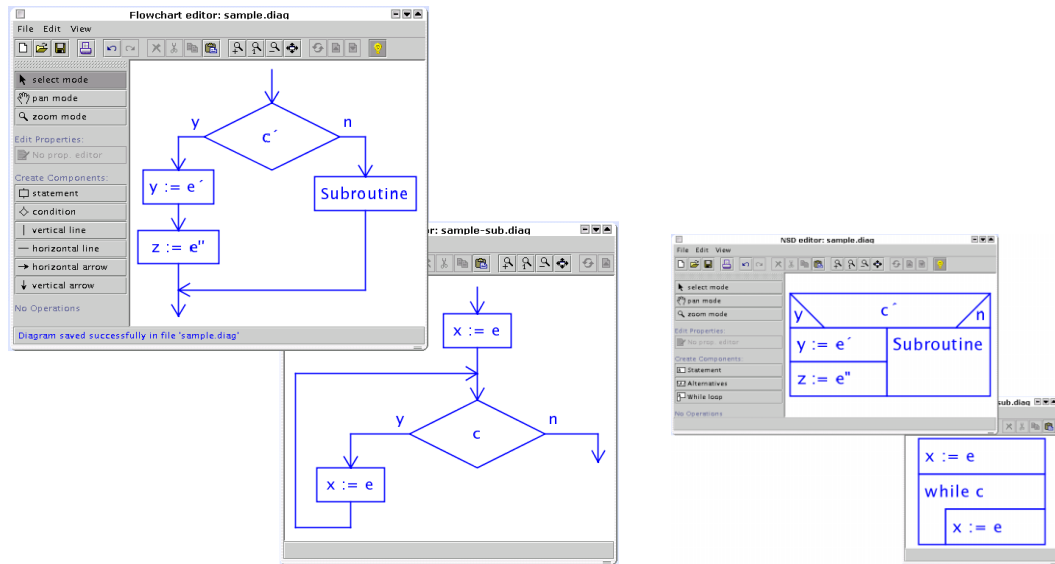 Flowchart editor: sample.diag
File Edit View
select mode
pan mode
zoom mode
Edit Properties:
No prop. editor
Create Components:
statement
condition
vertical line
horizontal line
horizontal arrow
vertical arrow
No Operations
Diagram saved successfully in file 'sample.diag'
y
c´
n
y := e´
Subroutine
z := e"
or: sample-sub.diag
x := e
y
c
n
x := e
NSD editor: sample.diag
File Edit View
select mode
pan mode
zoom mode
Edit Properties:
No prop. editor
Create Components:
Statement
Alternatives
While loop
No Operations
y
c´
n
y := e´
Subroutine
z := e"
sub.diag
x := e
while c
x := e